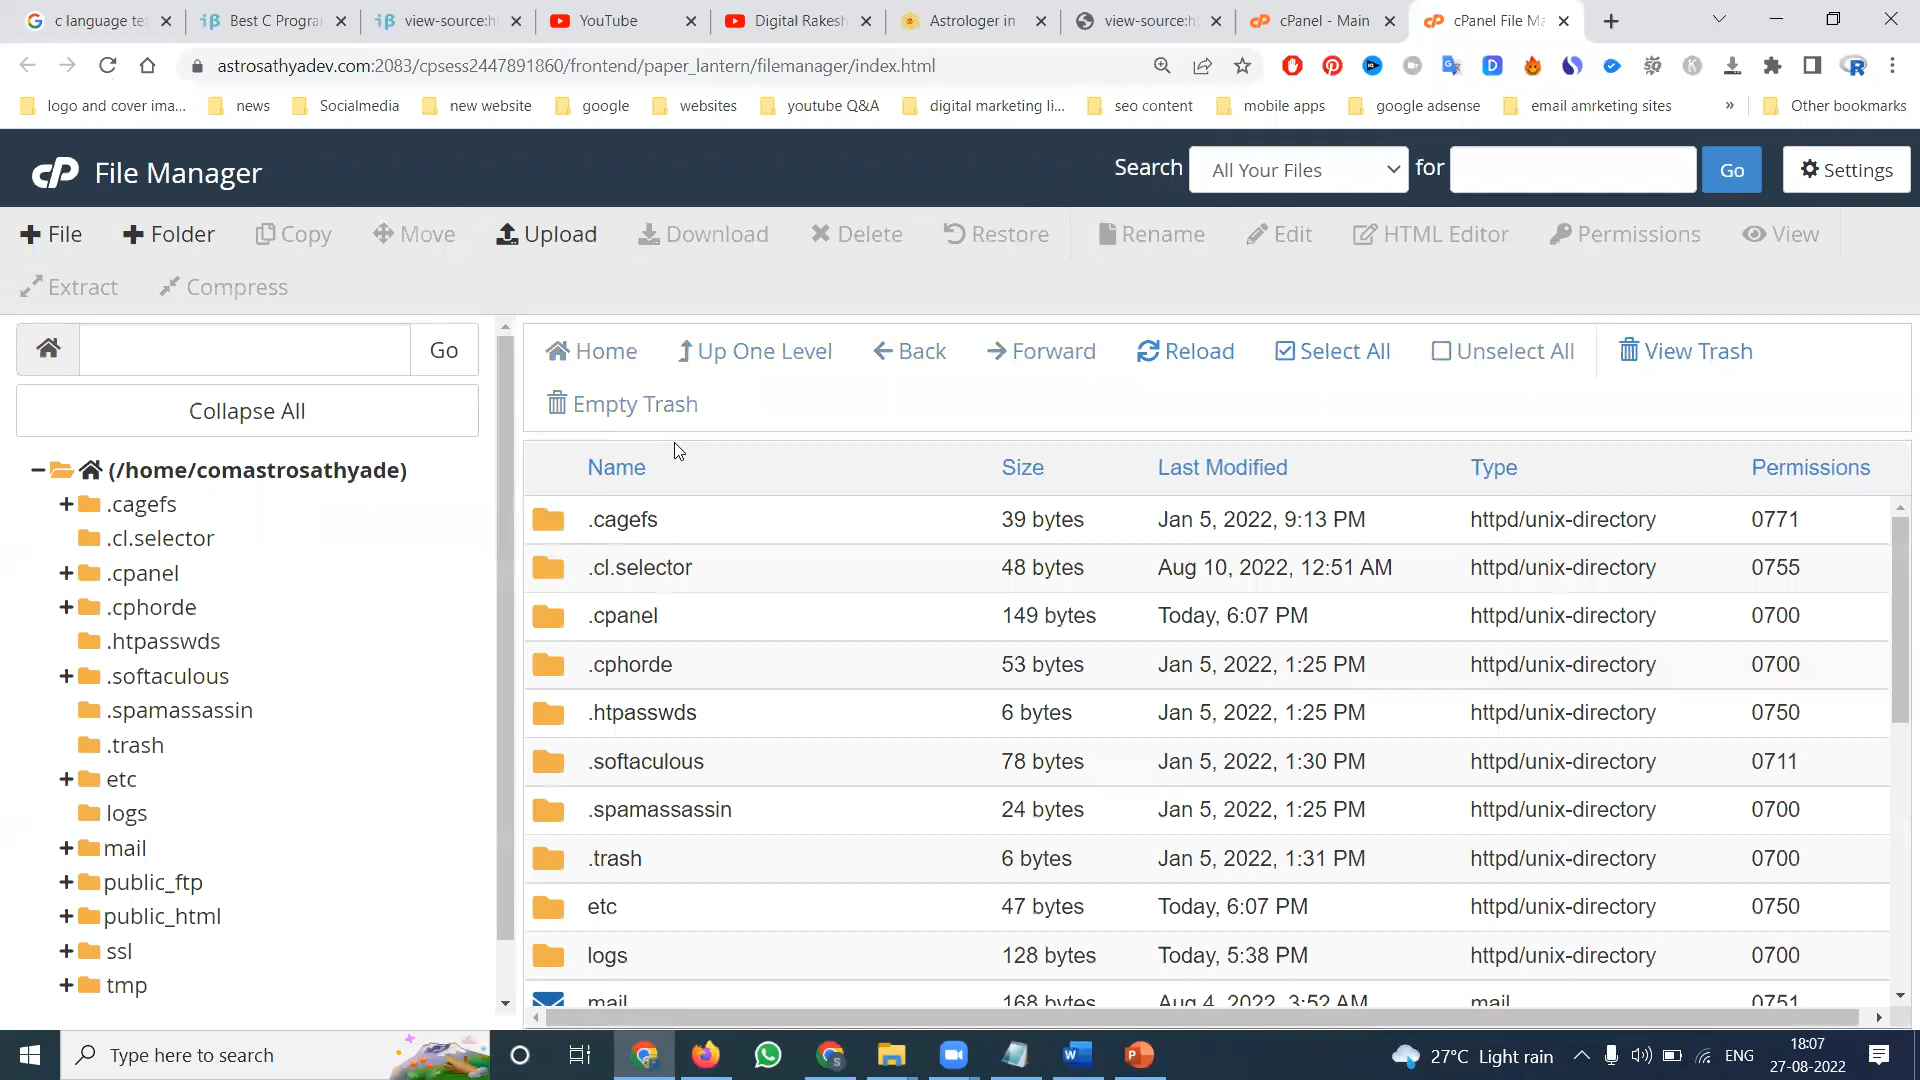 c language te
Best C Progra
view-source:h
YouTube
Digital Rakesh
Astrologer in
view-source:h
cPanel - Main
cPanel File Ma
astrosathyadev.com:2083/cpsess2447891860/frontend/paper_lantern/filemanager/index.html
logo and cover ima...
news
Socialmedia
new website
google
websites
youtube Q&A
digital marketing li...
seo content
mobile apps
google adsense
email amrketing sites
»
Other bookmarks
cP File Manager
Search All Your Files for Go Settings
File Folder Copy Move Upload Download Delete Restore Rename Edit HTML Editor Permissions View
Extract Compress
Go
Collapse All
(/home/comastrosathyade)
.cagefs
.cl.selector
.cpanel
.cphorde
.htpasswds
.softaculous
.spamassassin
.trash
etc
logs
mail
public_ftp
public_html
ssl
tmp
Home Up One Level Back Forward Reload Select All Unselect All View Trash
Empty Trash
Name Size Last Modified Type Permissions
.cagefs 39 bytes Jan 5, 2022, 9:13 PM httpd/unix-directory 0771
.cl.selector 48 bytes Aug 10, 2022, 12:51 AM httpd/unix-directory 0755
.cpanel 149 bytes Today, 6:07 PM httpd/unix-directory 0700
.cphorde 53 bytes Jan 5, 2022, 1:25 PM httpd/unix-directory 0700
.htpasswds 6 bytes Jan 5, 2022, 1:25 PM httpd/unix-directory 0750
.softaculous 78 bytes Jan 5, 2022, 1:30 PM httpd/unix-directory 0711
.spamassassin 24 bytes Jan 5, 2022, 1:25 PM httpd/unix-directory 0700
.trash 6 bytes Jan 5, 2022, 1:31 PM httpd/unix-directory 0700
etc 47 bytes Today, 6:07 PM httpd/unix-directory 0750
logs 128 bytes Today, 5:38 PM httpd/unix-directory 0700
mail 168 bytes Aug 4, 2022, 3:52 AM mail 0751
Type here to search
27°C Light rain
ENG
18:07
27-08-2022